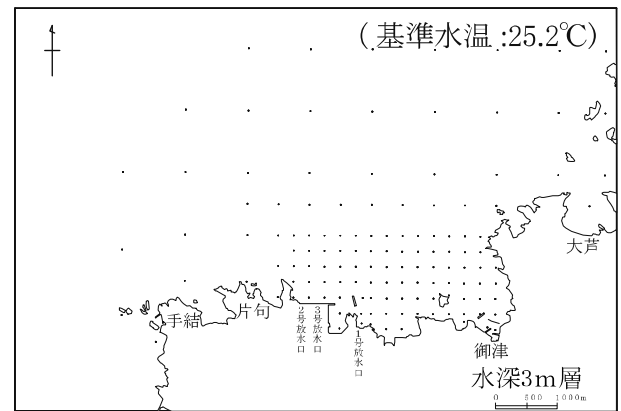 (基準水温:25.2℃)
大芦
手結
片句
2号放水口
3号放水口
1号放水口
御津
水深3m層
0 500 1000m